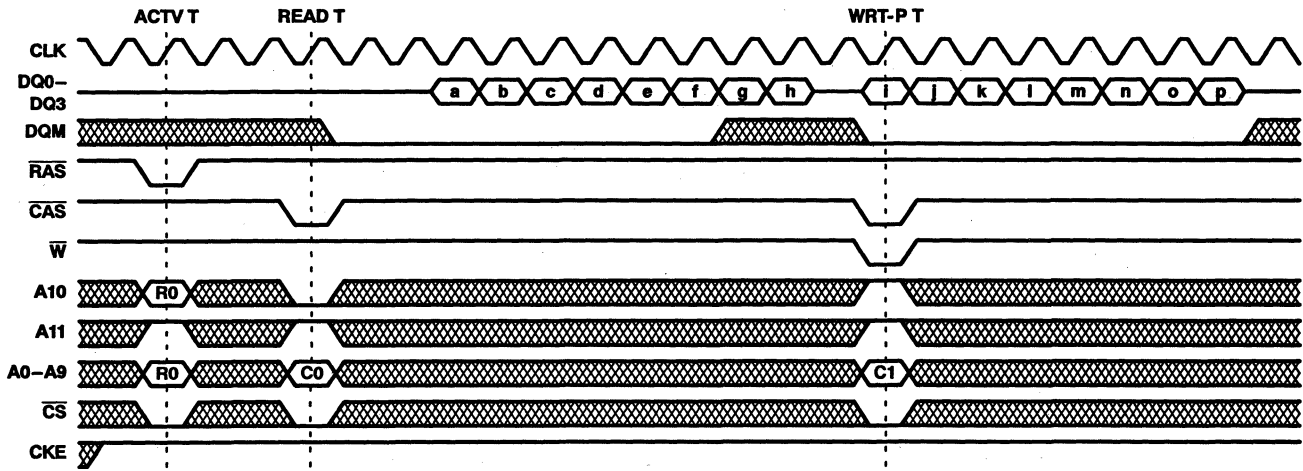 ACTV T READ T WRT-P T
CLK
DQ0–
DQ3
a b c d e f g h i j k l m n o p
DQM
RAS
CAS
W
A10 R0
A11
A0–A9 R0 C0 C1
CS
CKE